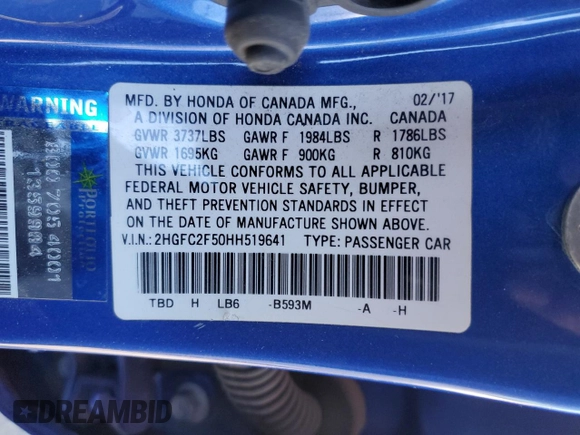 MFD. BY HONDA OF CANADA MFG., 02/'17
A DIVISION OF HONDA CANADA INC. CANADA
GVWR 3737LBS GAWR F 1984LBS R 1786LBS
GVWR 1695KG GAWR F 900KG R 810KG
THIS VEHICLE CONFORMS TO ALL APPLICABLE
FEDERAL MOTOR VEHICLE SAFETY, BUMPER,
AND THEFT PREVENTION STANDARDS IN EFFECT
ON THE DATE OF MANUFACTURE SHOWN ABOVE.
V.I.N.: 2HGFC2F50HH519641 TYPE: PASSENGER CAR
TBD H LB6 -B593M -A -H
WARNING
PORTFOLIO
DREAMBID